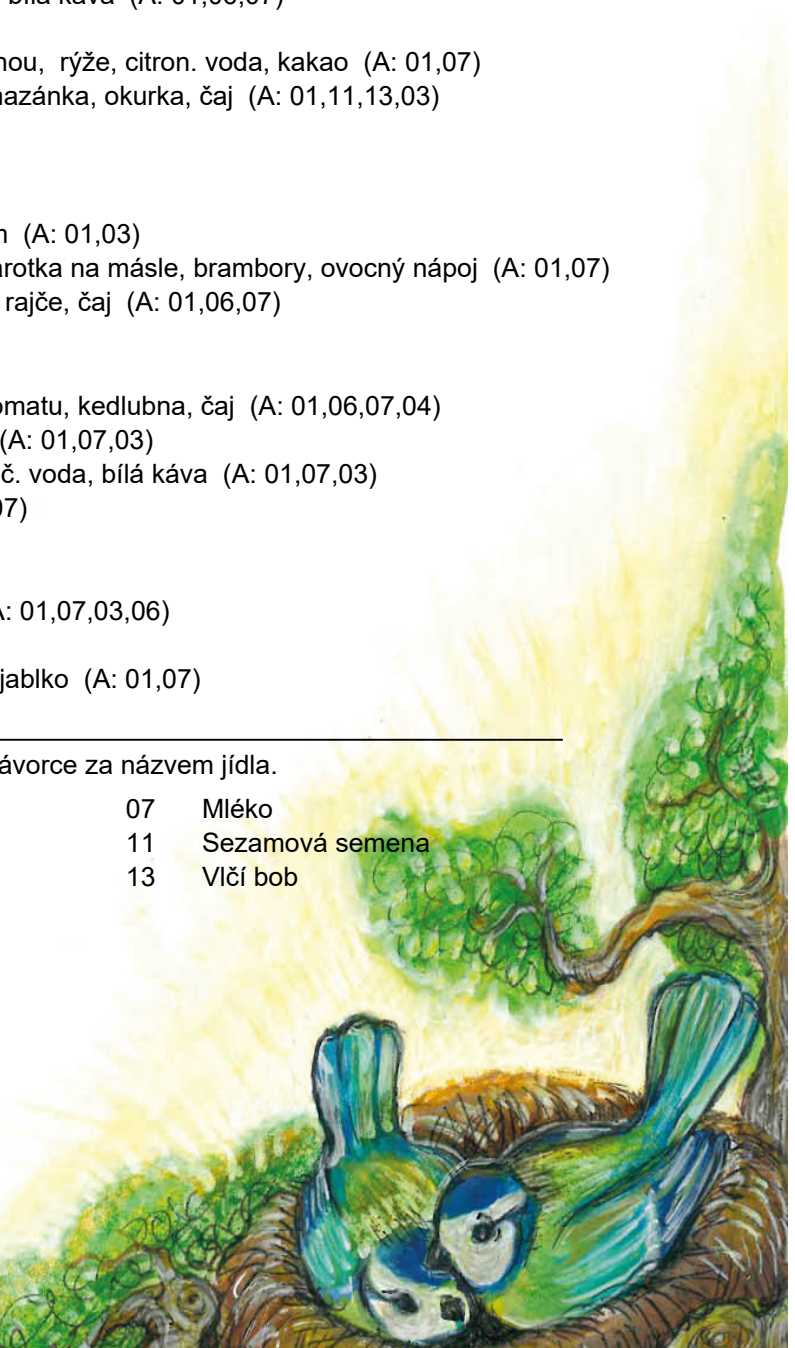 bílá káva (A: 01,06,07)
nou, rýže, citron. voda, kakao (A: 01,07)
nazánka, okurka, čaj (A: 01,11,13,03)
(A: 01,03)
arotka na másle, brambory, ovocný nápoj (A: 01,07)
rajče, čaj (A: 01,06,07)
omatu, kedlubna, čaj (A: 01,06,07,04)
(A: 01,07,03)
č. voda, bílá káva (A: 01,07,03)
07)
A: 01,07,03,06)
jablko (A: 01,07)
ávorce za názvem jídla.
07 Mléko
11 Sezamová semena
13 Vlčí bob